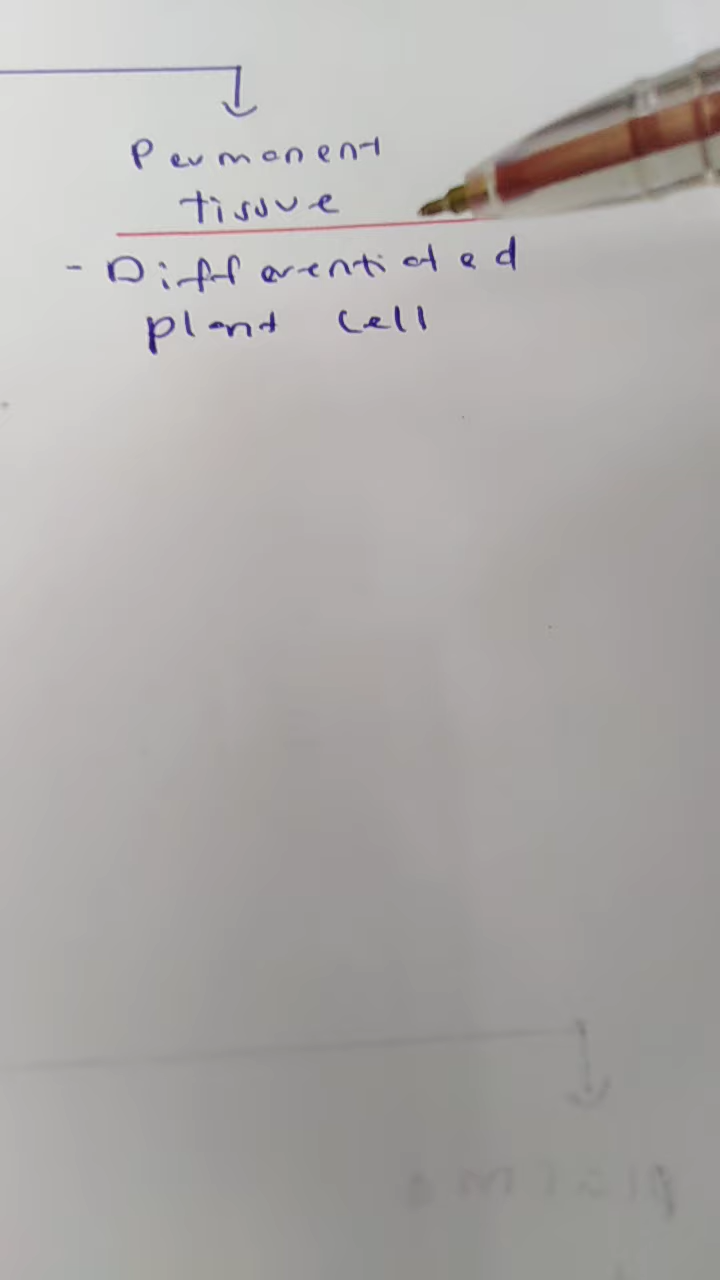 Permanent
tissue
- Differentiated
plant cell